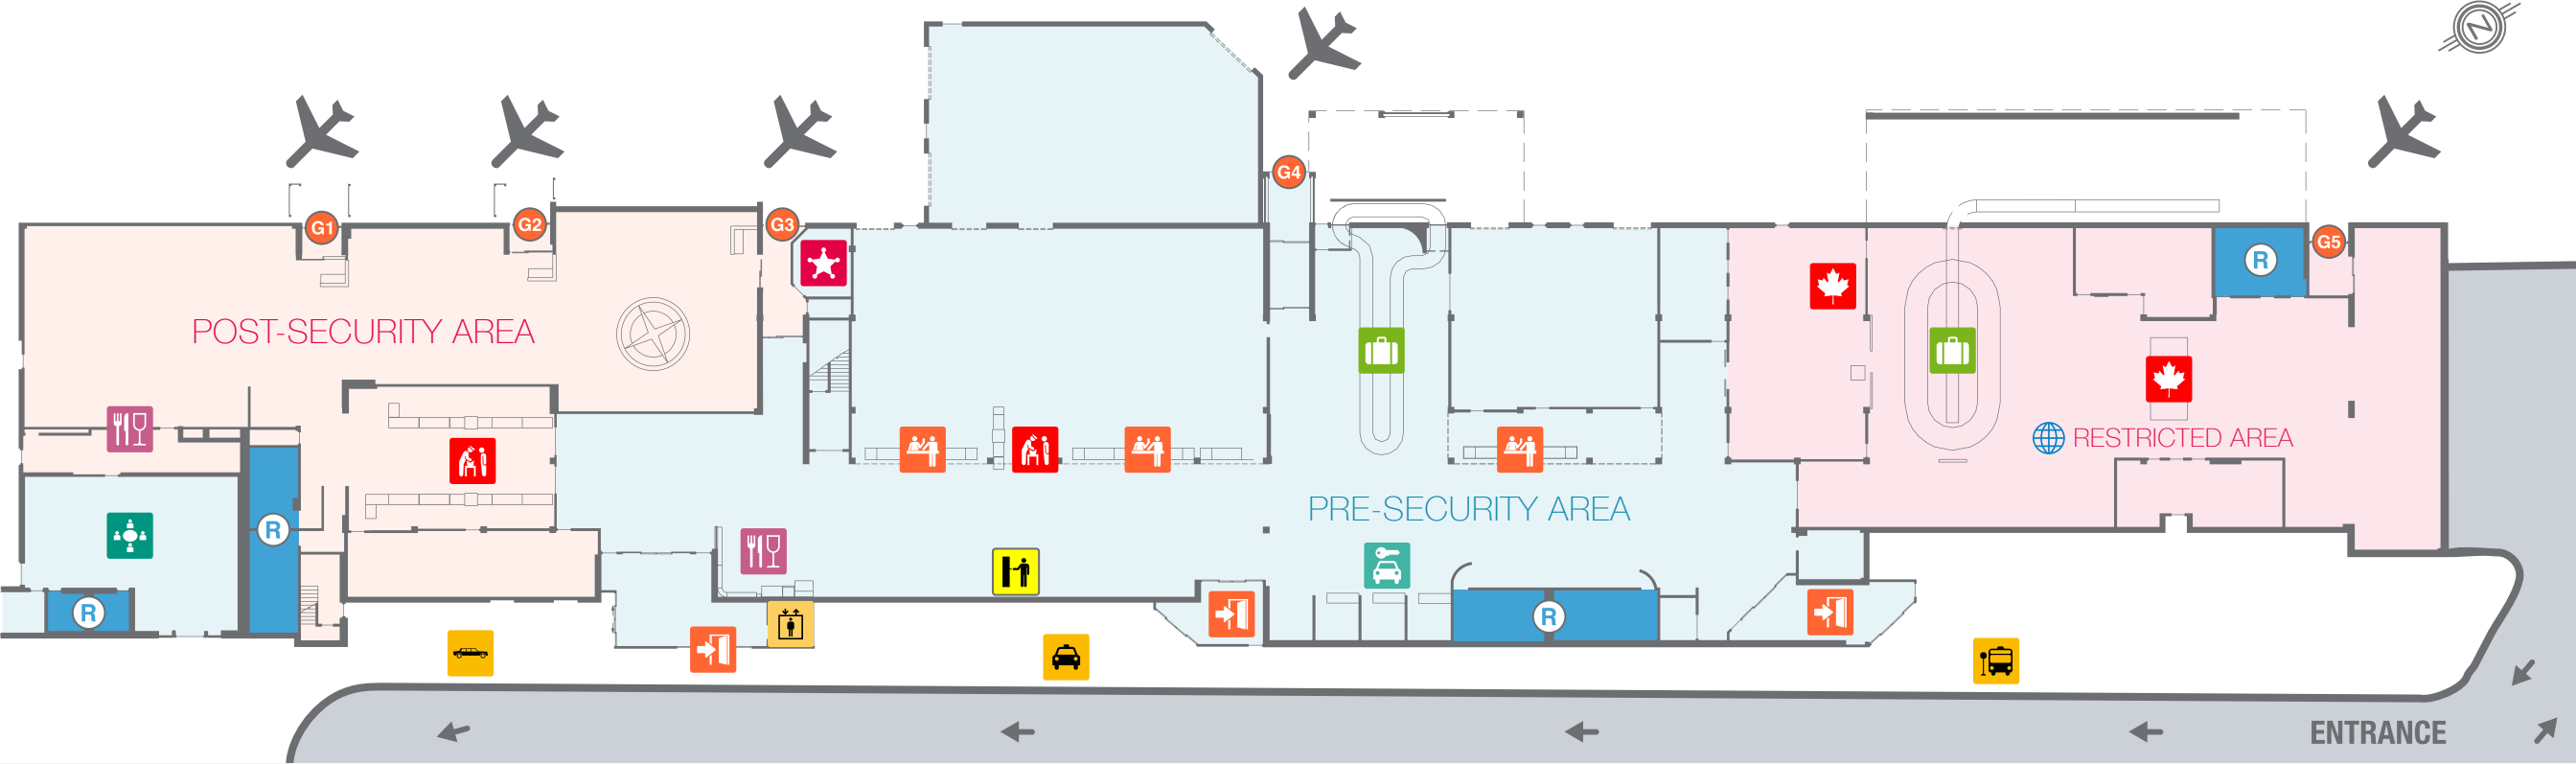 N
G4
G1
G2
G3
G5
R
POST-SECURITY AREA
RESTRICTED AREA
PRE-SECURITY AREA
R
R
R
ENTRANCE